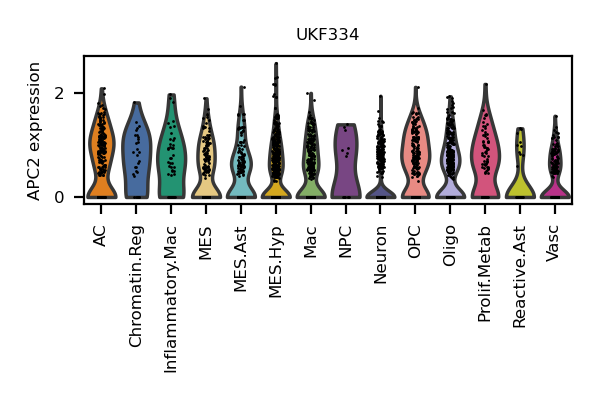 UKF334
APC2 expression
2
0
AC
Chromatin.Reg
Inflammatory.Mac
MES
MES.Ast
MES.Hyp
Mac
NPC
Neuron
OPC
Oligo
Prolif.Metab
Reactive.Ast
Vasc